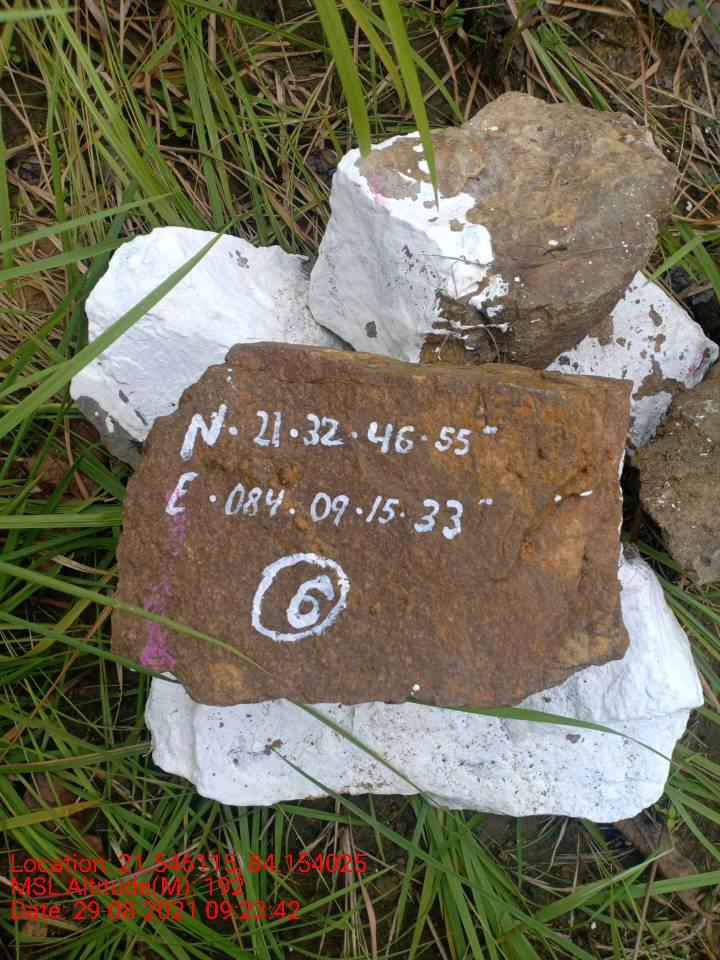 N. 21.32.46.55"
E.084.09.15.33"
6
Location: 21.546115, 84.154025
MSL Altitude(M) 192
Date: 29-08-2021 09:23:42